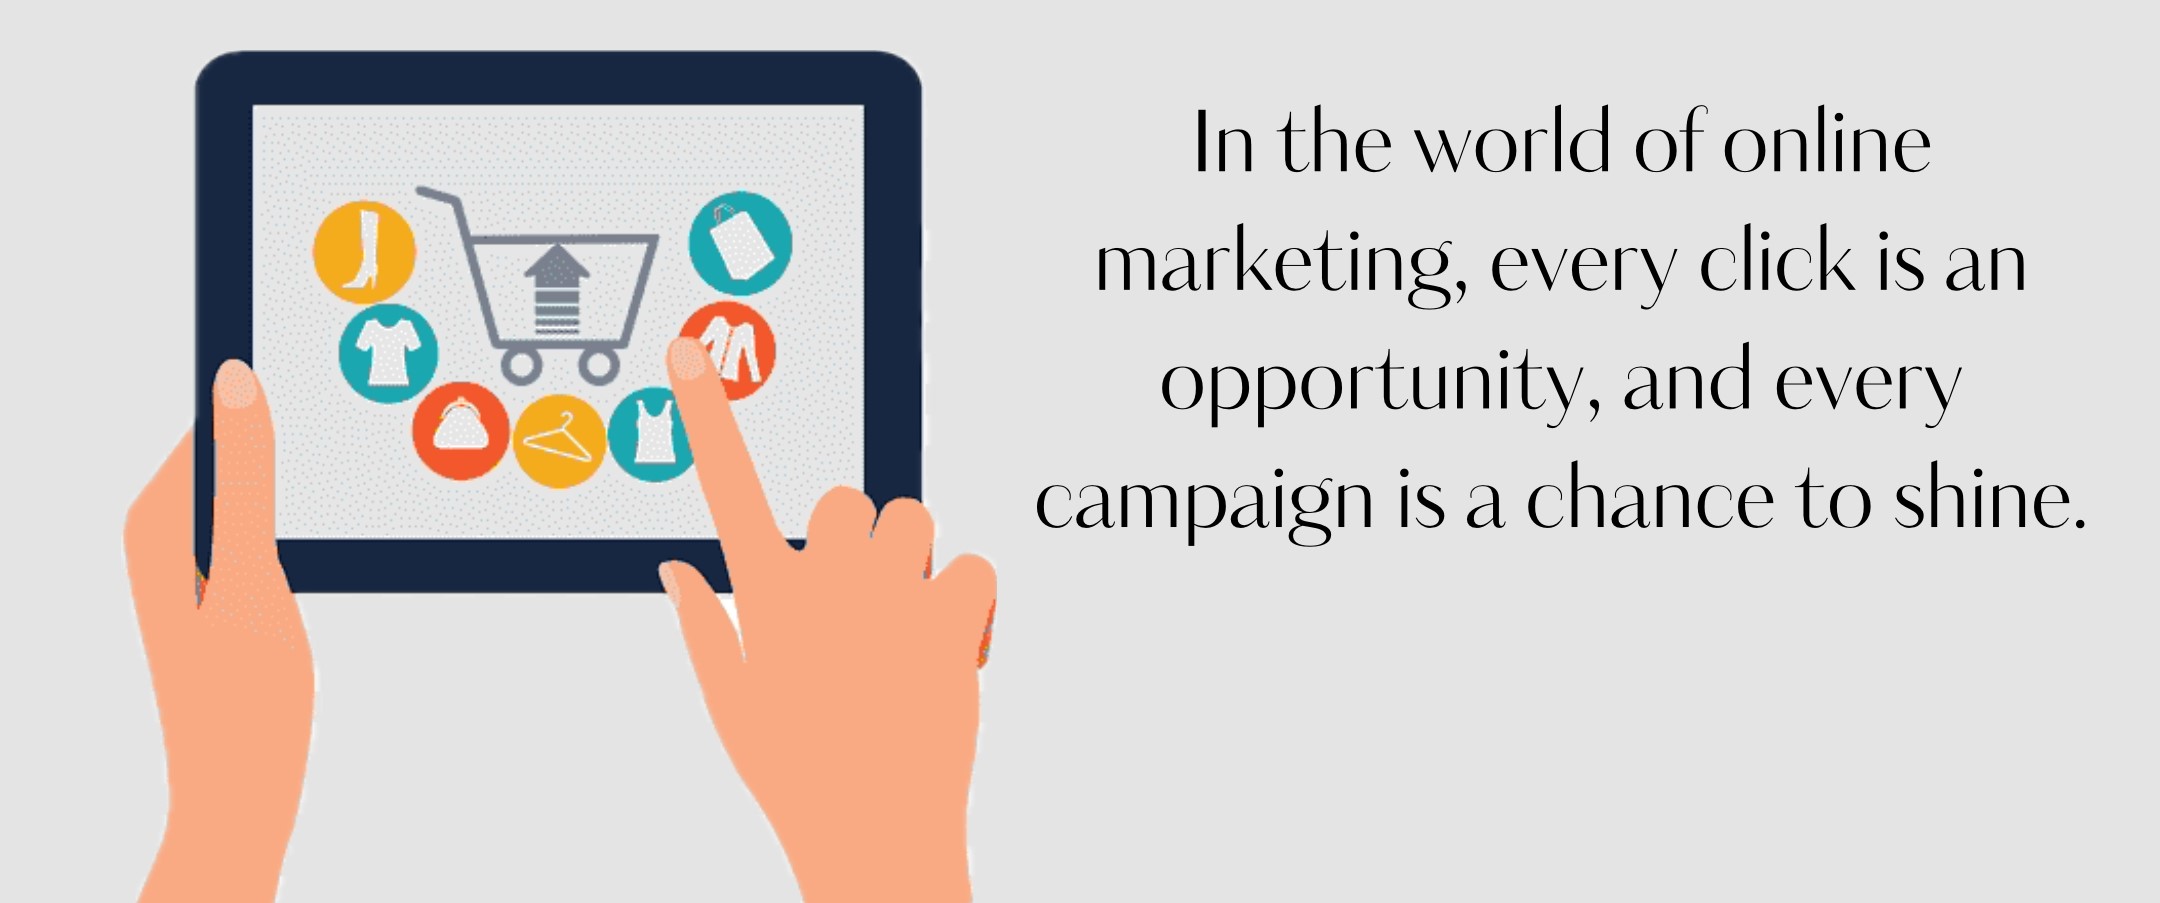 In the world of online
marketing, every click is an
opportunity, and every
campaign is a chance to shine.